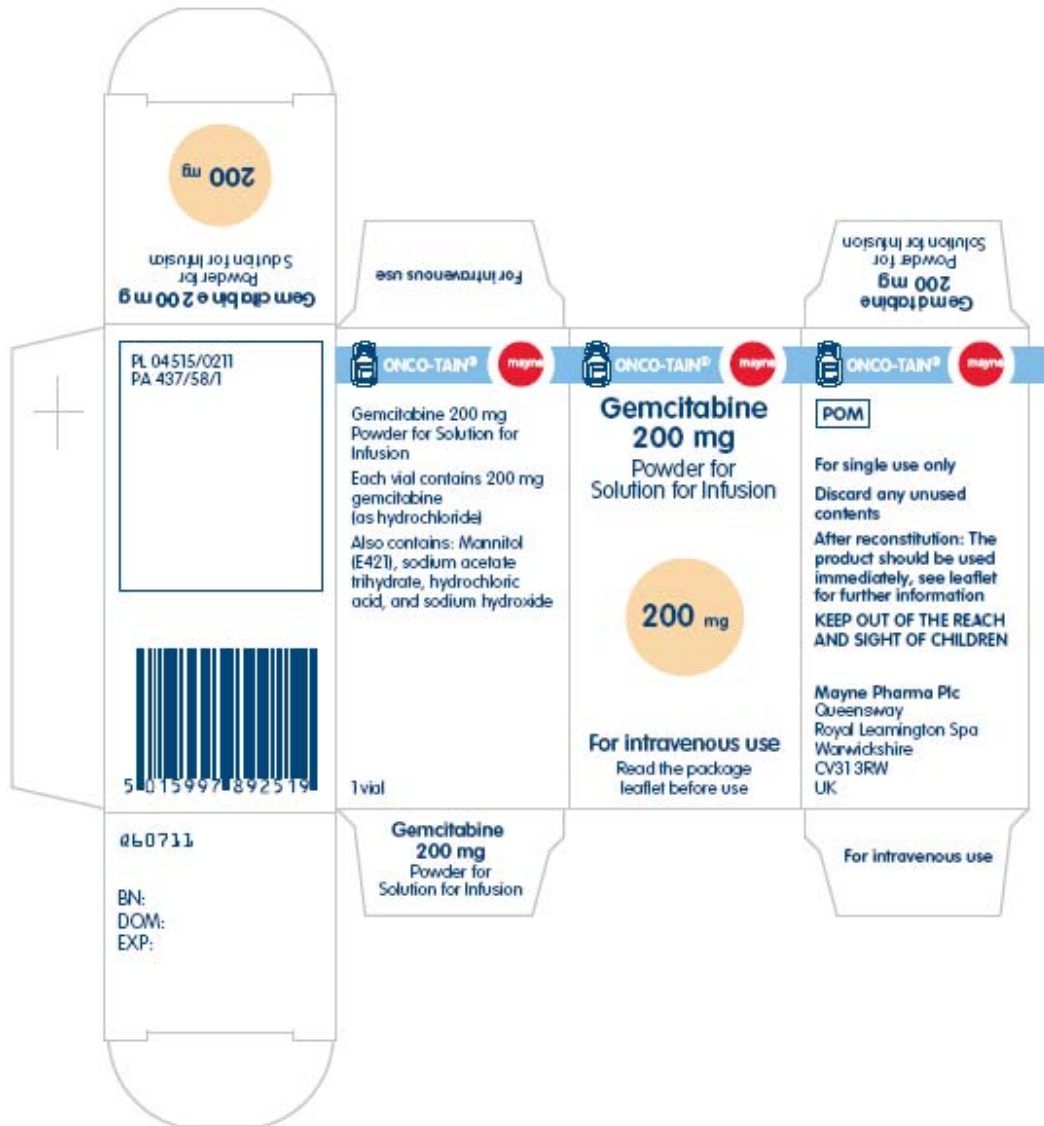 200 mg
Gemcitabine 200 mg
Powder for
Solution for Infusion
For intravenous use
Gemcitabine
200 mg
Powder for
Solution for Infusion
PL 04515/0211
PA 437/58/1
5 015997 892519
060711
BN:
DOM:
EXP:
ONCO-TAIN® mayne
Gemcitabine 200 mg
Powder for Solution for
Infusion
Each vial contains 200 mg
gemcitabine
(as hydrochloride)
Also contains: Mannitol
(E421), sodium acetate
trihydrate, hydrochloric
acid, and sodium hydroxide
1 vial
Gemcitabine
200 mg
Powder for
Solution for Infusion
ONCO-TAIN® mayne
Gemcitabine
200 mg
Powder for
Solution for Infusion
200 mg
For intravenous use
Read the package
leaflet before use
ONCO-TAIN® mayne
POM
For single use only
Discard any unused
contents
After reconstitution: The
product should be used
immediately, see leaflet
for further information
KEEP OUT OF THE REACH
AND SIGHT OF CHILDREN
Mayne Pharma Plc
Queensway
Royal Leamington Spa
Warwickshire
CV31 3RW
UK
For intravenous use